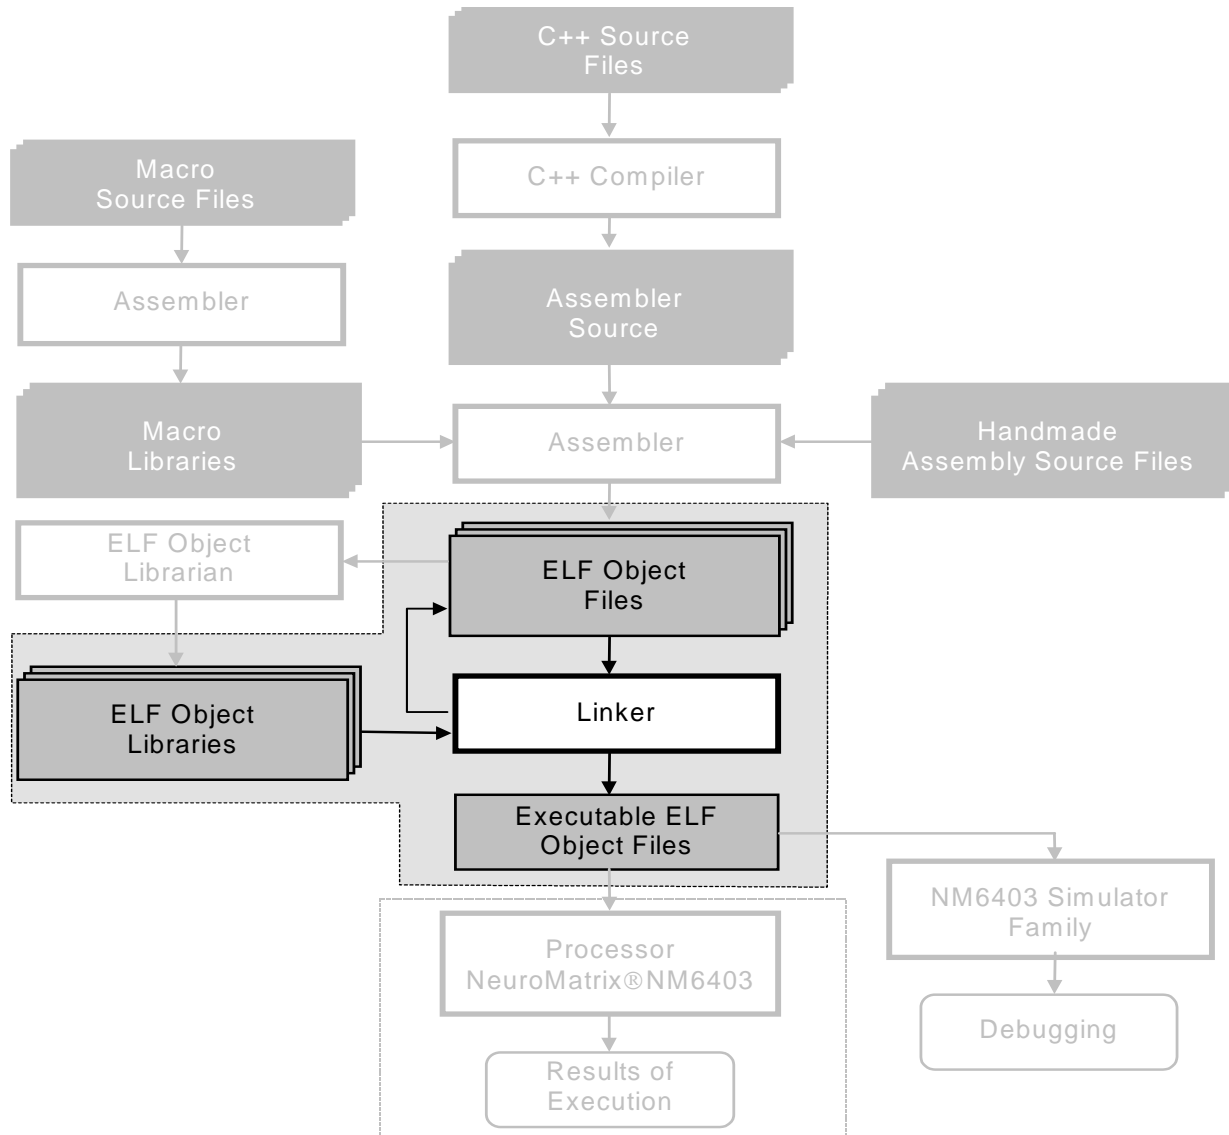 C++ Source
Files
C++ Compiler
Macro
Source Files
Assembler
Assembler
Source
Macro
Libraries
Assembler
Handmade
Assembly Source Files
ELF Object
Librarian
ELF Object
Files
ELF Object
Libraries
Linker
Executable ELF
Object Files
NM6403 Simulator
Family
Processor
NeuroMatrix®NM6403
Debugging
Results of
Execution